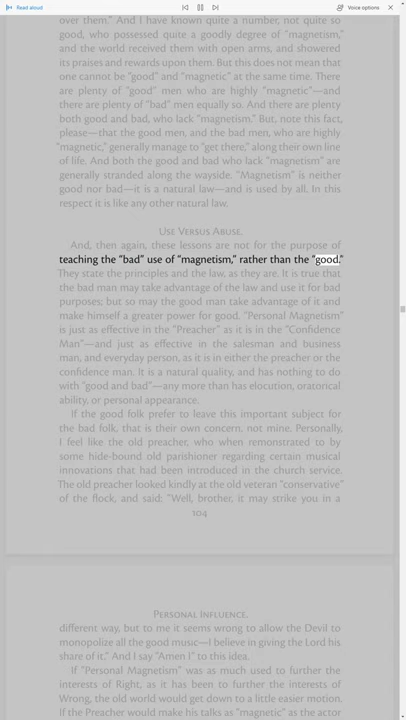 Read aloud
Voice options
over them.” And I have known quite a number, not quite so
good, who possessed quite a goodly degree of “magnetism,”
and the world received them with open arms, and showered
its praises and rewards upon them. But this does not mean that
one cannot be “good” and “magnetic” at the same time. There
are plenty of “good” men who are highly “magnetic”—and
there are plenty of “bad” men equally so. And there are plenty
both good and bad, who lack “magnetism.” But, note this fact,
please—that the good men, and the bad men, who are highly
“magnetic,” generally manage to “get there,” along their own line
of life. And both the good and bad who lack “magnetism” are
generally stranded along the wayside. “Magnetism” is neither
good nor bad—it is a natural law—and is used by all. In this
respect it is like any other natural law.
Use Versus Abuse.
And, then again, these lessons are not for the purpose of
teaching the “bad” use of “magnetism,” rather than the “good.”
They state the principles and the law, as they are. It is true that
the bad man may take advantage of the law and use it for bad
purposes; but so may the good man take advantage of it and
make himself a greater power for good. “Personal Magnetism”
is just as effective in the “Preacher” as it is in the “Confidence
Man”—and just as effective in the salesman and business
man, and everyday person, as it is in either the preacher or the
confidence man. It is a natural quality, and has nothing to do
with “good and bad”—any more than has elocution, oratorical
ability, or personal appearance.
If the good folk prefer to leave this important subject for
the bad folk, that is their own concern, not mine. Personally,
I feel like the old preacher, who when remonstrated to by
some hide-bound old parishioner regarding certain musical
innovations that had been introduced in the church service.
The old preacher looked kindly at the old veteran “conservative”
of the flock, and said: “Well, brother, it may strike you in a
104
Personal Influence.
different way, but to me it seems wrong to allow the Devil to
monopolize all the good music—I believe in giving the Lord his
share of it.” And I say “Amen!” to this idea.
If “Personal Magnetism” was as much used to further the
interests of Right, as it has been to further the interests of
Wrong, the old world would get down to a little easier motion.
If the Preacher would make his talks as “magnetic” as the actor